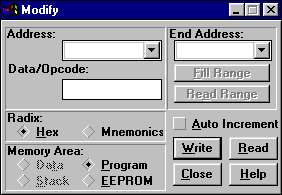 Modify
Address:
End Address:
Data/Opcode:
Fill Range
Read Range
Radix:
Hex Mnemonics
Auto Increment
Memory Area:
Data Program
Stack EEPROM
Write Read
Close Help